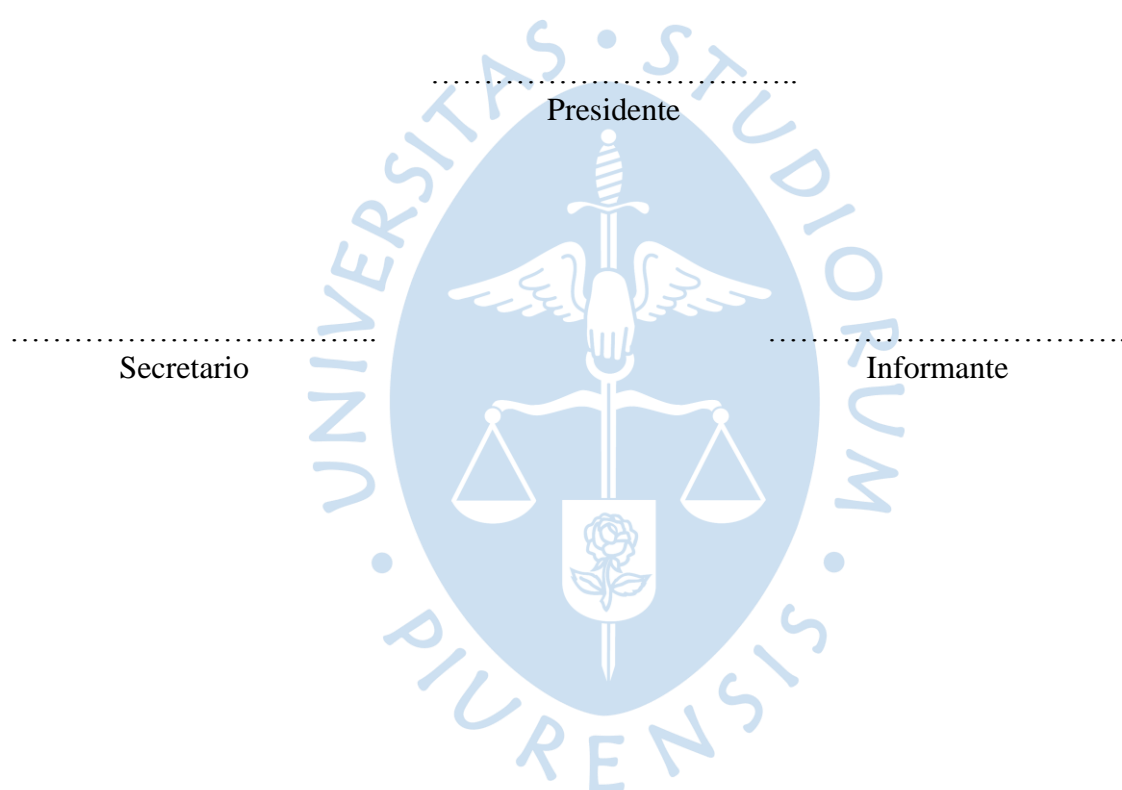 ……………………………..
Presidente
……………………………..
Secretario
……………………………..
Informante
UNIVERSITAS • STUDIORUM • PIURENSIS •